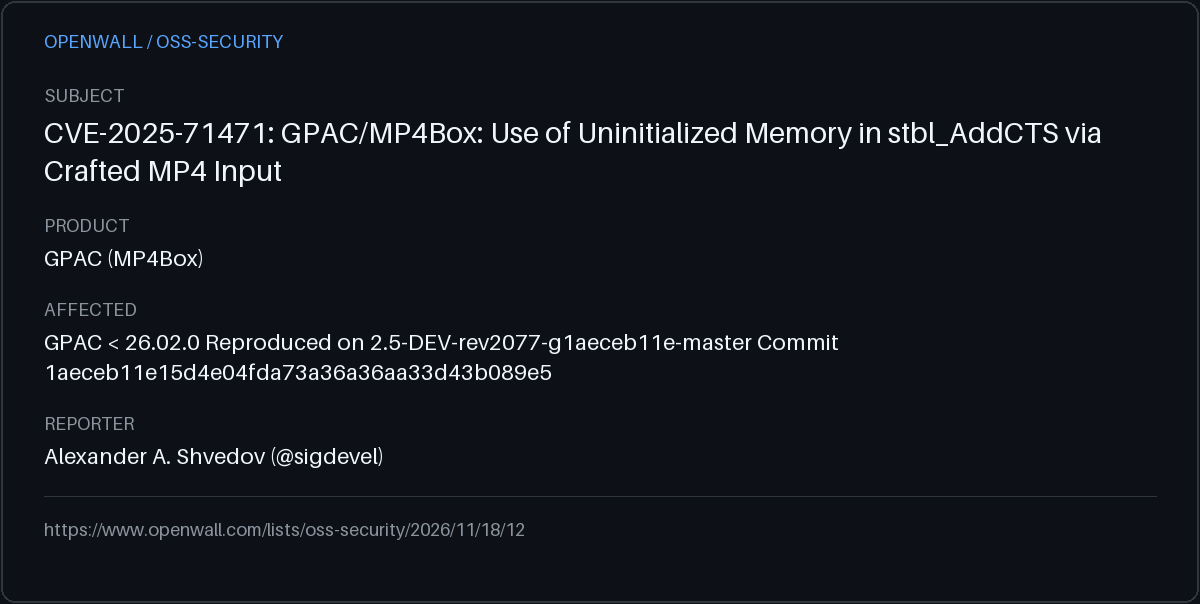 OPENWALL / OSS-SECURITY
SUBJECT
CVE-2025-71471: GPAC/MP4Box: Use of Uninitialized Memory in stbl_AddCTS via
Crafted MP4 Input
PRODUCT
GPAC (MP4Box)
AFFECTED
GPAC < 26.02.0 Reproduced on 2.5-DEV-rev2077-g1aeceb11e-master Commit
1aeceb11e15d4e04fda73a36a36aa33d43b089e5
REPORTER
Alexander A. Shvedov (@sigdevel)
https://www.openwall.com/lists/oss-security/2026/11/18/12